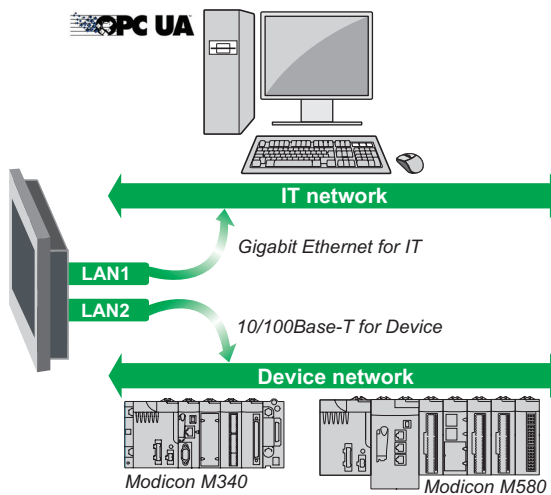 OPC UA
IT network
Gigabit Ethernet for IT
LAN1
LAN2
10/100Base-T for Device
Device network
Modicon M340
Modicon M580